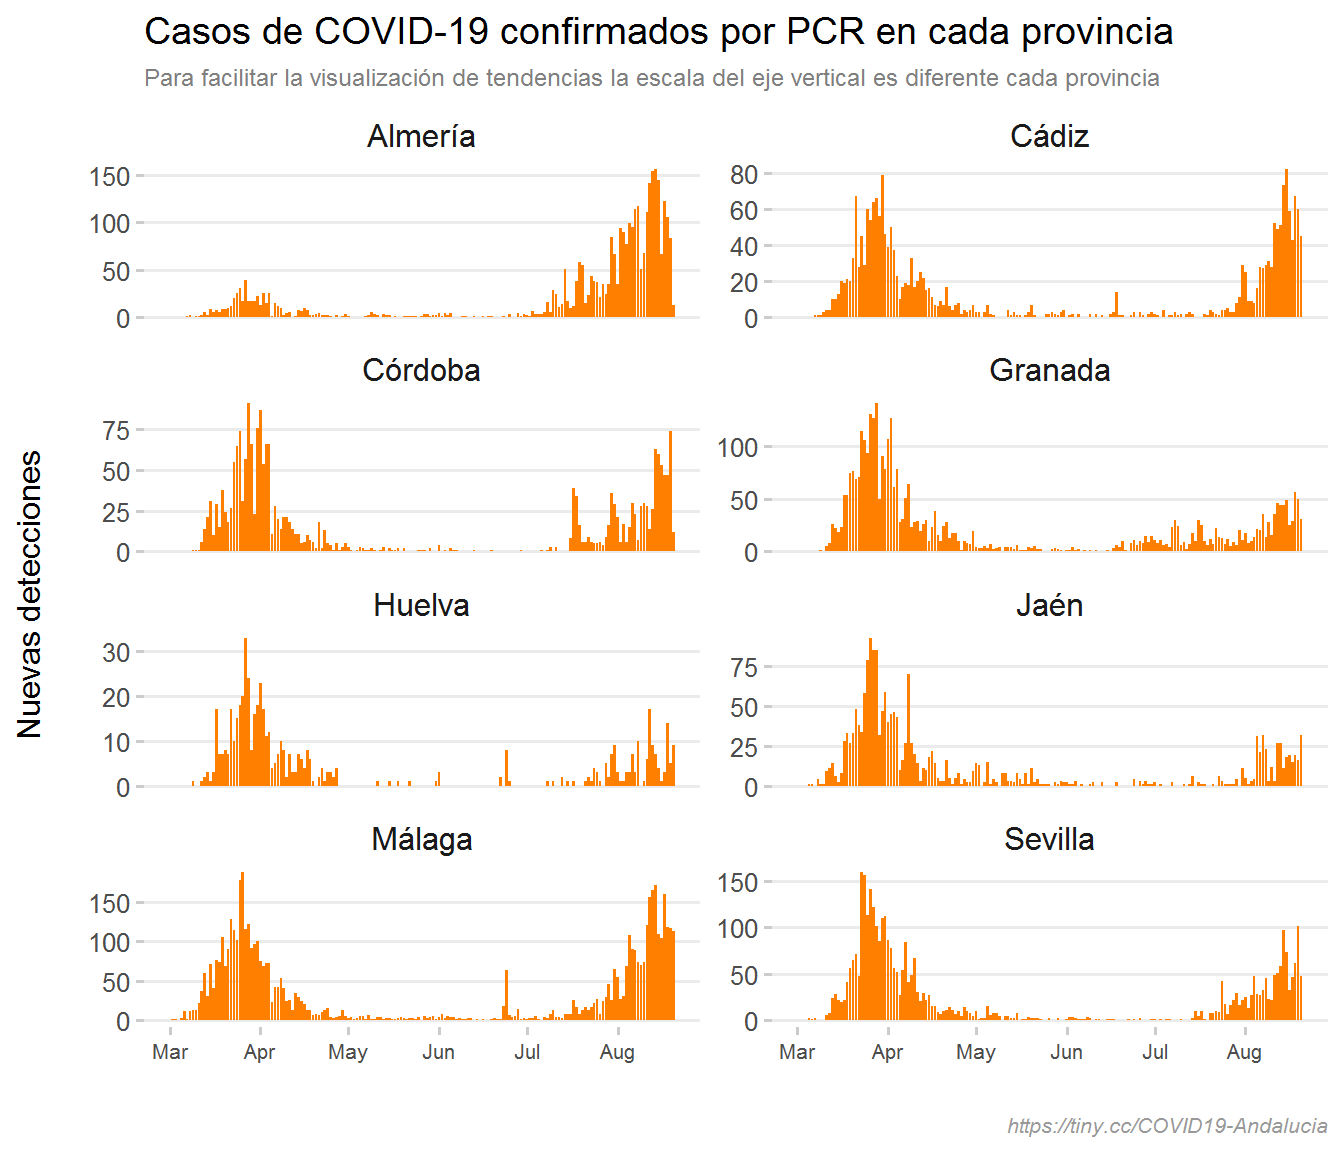 Casos de COVID-19 confirmados por PCR en cada provincia
Para facilitar la visualización de tendencias la escala del eje vertical es diferente cada provincia
Nuevas detecciones
Almería
150
100
50
0
Cádiz
80
60
40
20
0
Córdoba
75
50
25
0
Granada
100
50
0
Huelva
30
20
10
0
Jaén
75
50
25
0
Málaga
150
100
50
0
Mar Apr May Jun Jul Aug
Sevilla
150
100
50
0
Mar Apr May Jun Jul Aug
https://tiny.cc/COVID19-Andalucia